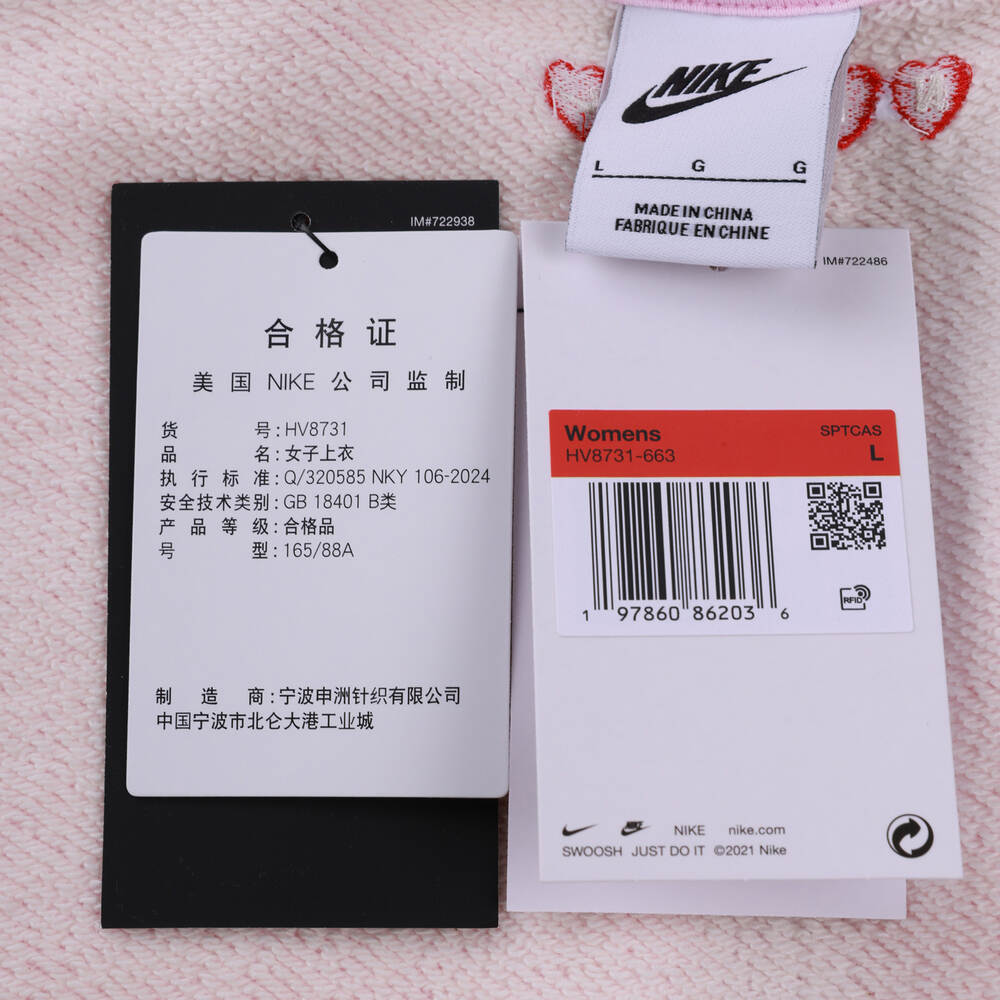 NIKE
L G G
MADE IN CHINA
FABRIQUE EN CHINE
IM#722938
合格证
美国 NIKE 公司监制
货 号:HV8731
品 名:女子上衣
执行标准:Q/320585 NKY 106-2024
安全技术类别:GB 18401 B类
产品等级:合格品
号 型:165/88A
制造商:宁波申洲针织有限公司
中国宁波市北仑大港工业城
IM#722486
Womens SPTCAS
HV8731-663 L
1 97860 86203 6
RFID
NIKE NIKE nike.com
SWOOSH JUST DO IT ©2021 Nike